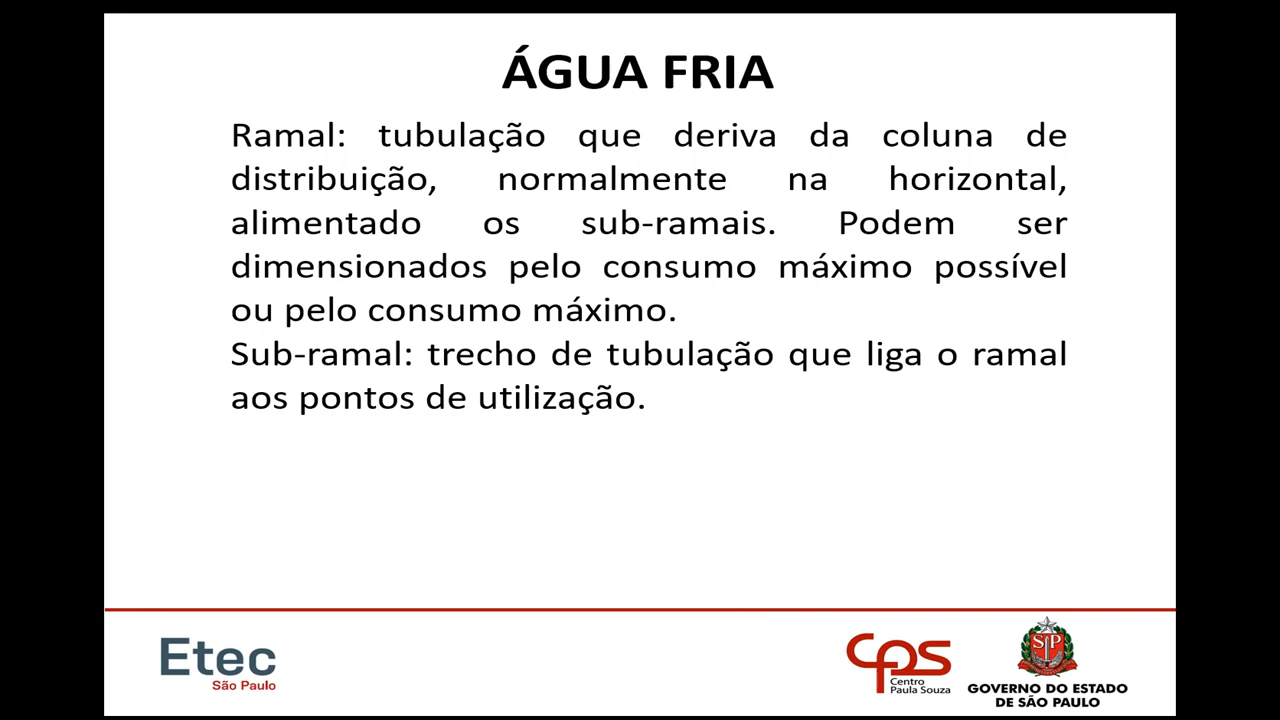 ÁGUA FRIA
Ramal: tubulação que deriva da coluna de
distribuição, normalmente na horizontal,
alimentado os sub-ramais. Podem ser
dimensionados pelo consumo máximo possível
ou pelo consumo máximo.
Sub-ramal: trecho de tubulação que liga o ramal
aos pontos de utilização.
Etec
São Paulo
cps
Centro
Paula Souza
SP
GOVERNO DO ESTADO
DE SÃO PAULO